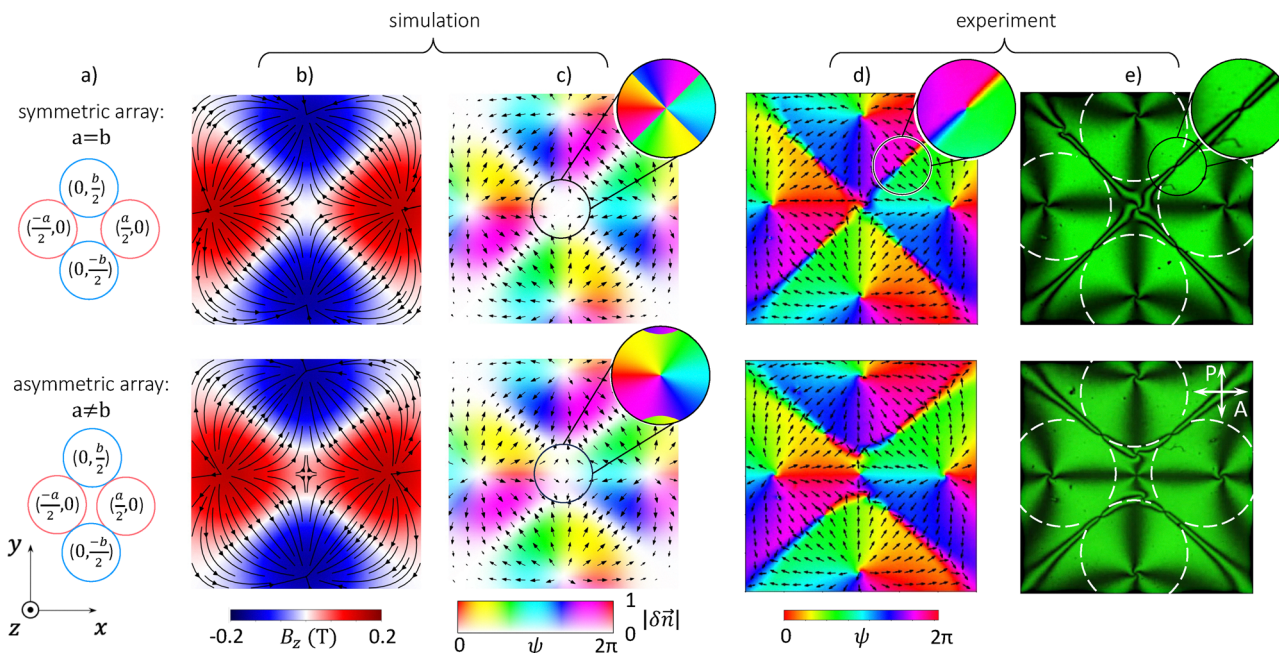 simulation
experiment
a)
b)
c)
d)
e)
symmetric array:
a=b
(0, b/2)
(-a/2,0)
(a/2,0)
(0, -b/2)
asymmetric array:
a≠b
(0, b/2)
(-a/2,0)
(a/2,0)
(0, -b/2)
P
A
y
z
x
-0.2
B_z (T)
0.2
0
ψ
2π
1
|δn⃗|
0
0
ψ
2π